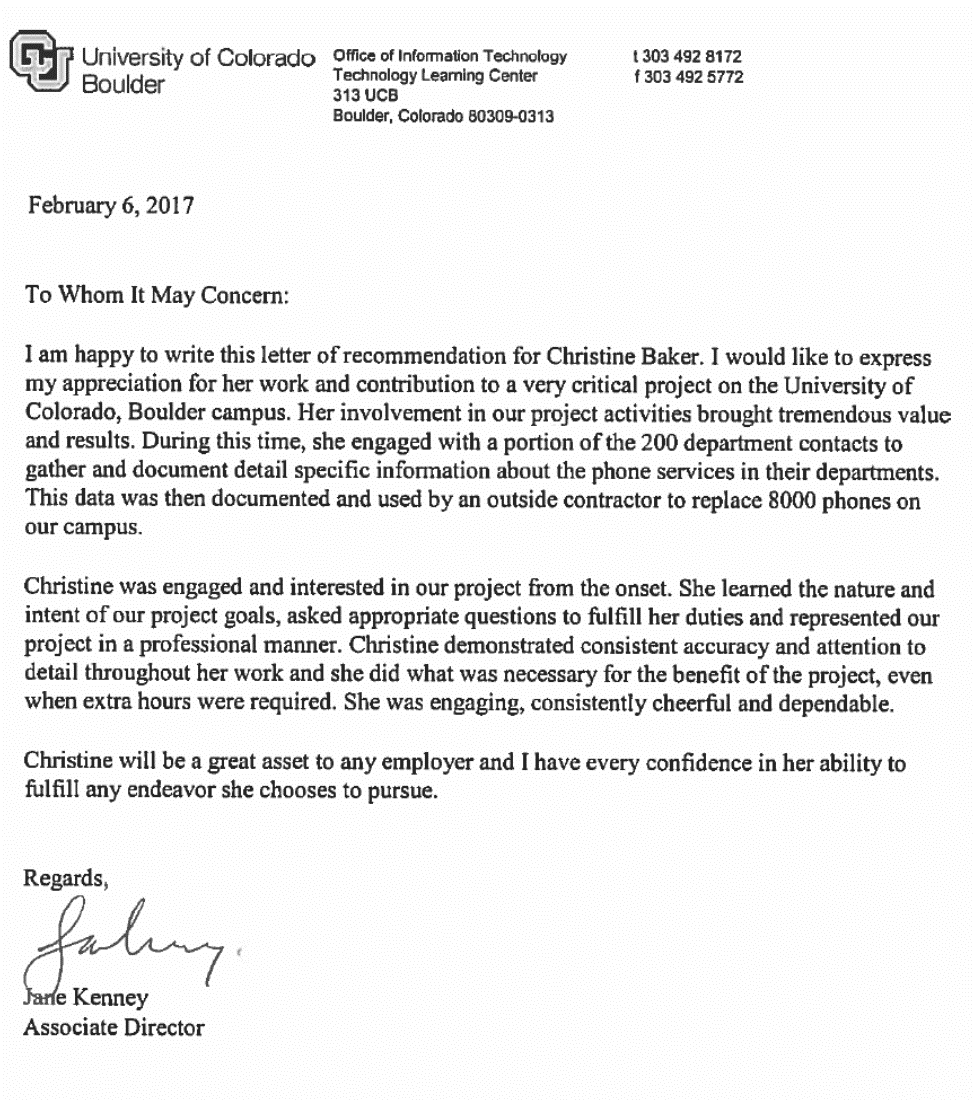 University of Colorado
Boulder
Office of Information Technology
Technology Learning Center
313 UCB
Boulder, Colorado 80309-0313
t 303 492 8172
f 303 492 5772
February 6, 2017
To Whom It May Concern:
I am happy to write this letter of recommendation for Christine Baker. I would like to express
my appreciation for her work and contribution to a very critical project on the University of
Colorado, Boulder campus. Her involvement in our project activities brought tremendous value
and results. During this time, she engaged with a portion of the 200 department contacts to
gather and document detail specific information about the phone services in their departments.
This data was then documented and used by an outside contractor to replace 8000 phones on
our campus.
Christine was engaged and interested in our project from the onset. She learned the nature and
intent of our project goals, asked appropriate questions to fulfill her duties and represented our
project in a professional manner. Christine demonstrated consistent accuracy and attention to
detail throughout her work and she did what was necessary for the benefit of the project, even
when extra hours were required. She was engaging, consistently cheerful and dependable.
Christine will be a great asset to any employer and I have every confidence in her ability to
fulfill any endeavor she chooses to pursue.
Regards,
Jane Kenney
Associate Director